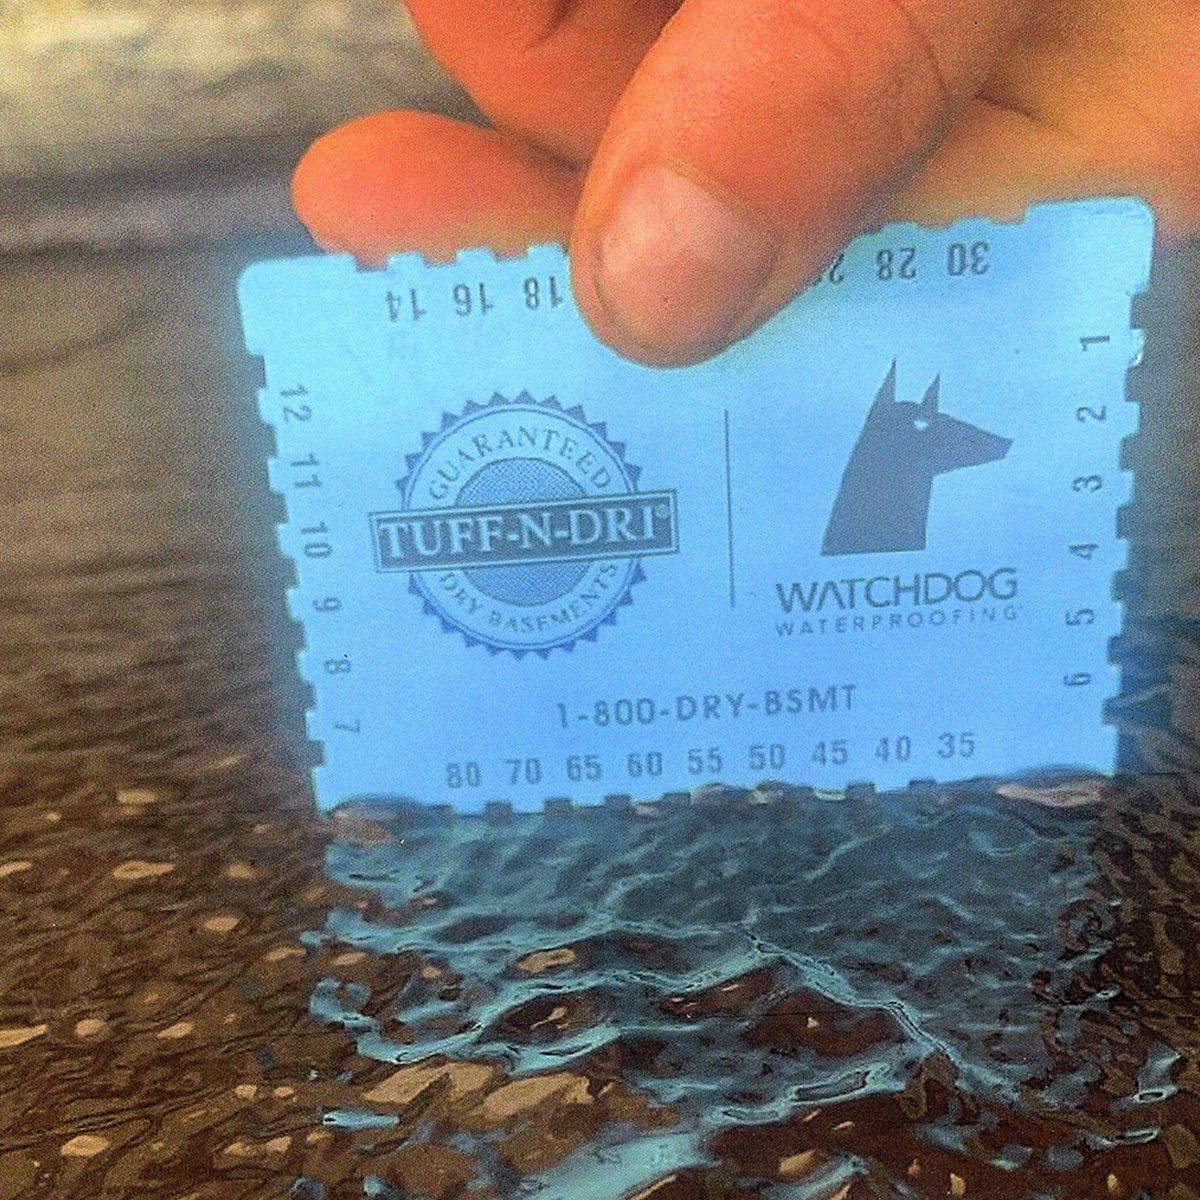 14 16 18
28 30
12
11
10
9
8
7
GUARANTEED
TUFF-N-DRI®
DRY BASEMENTS
WATCHDOG
WATERPROOFING
1
2
3
4
5
6
1-800-DRY-BSMT
80 70 65 60 55 50 45 40 35